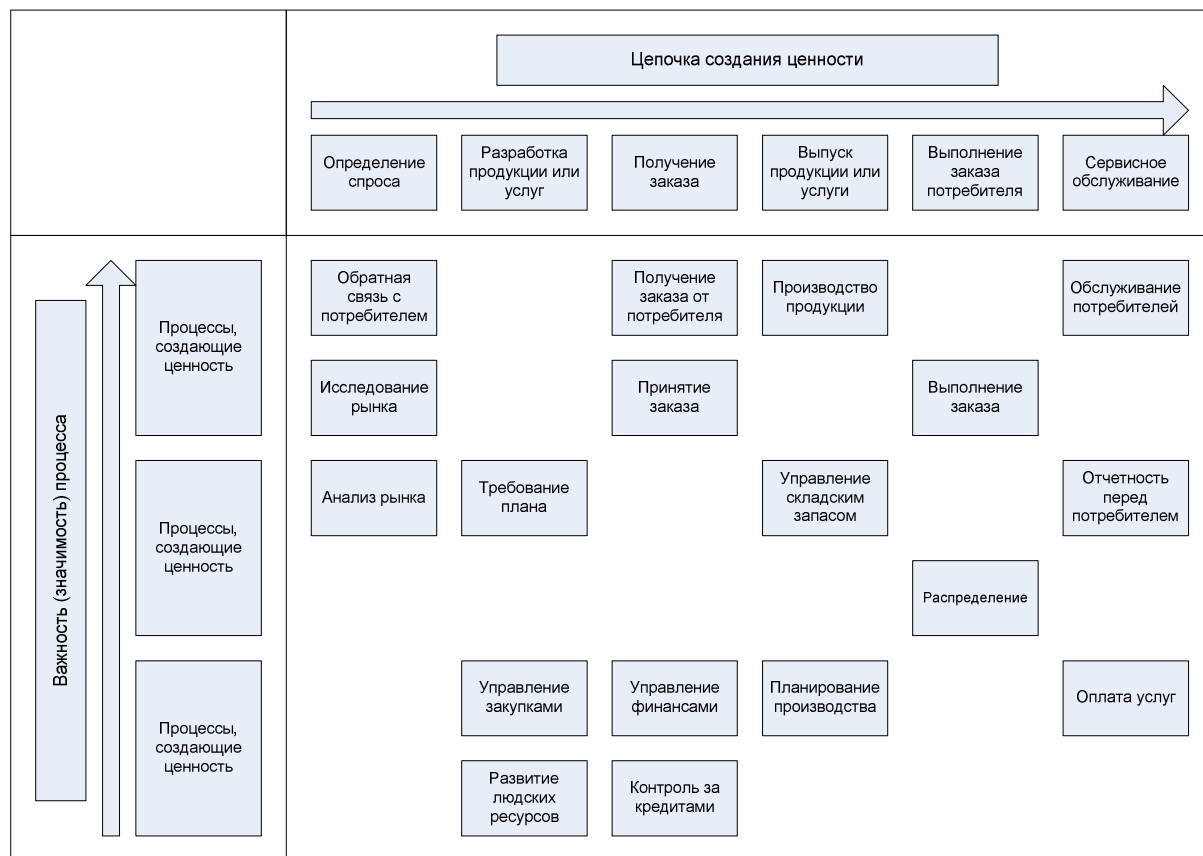 Цепочка создания ценности
Определение
спроса
Разработка
продукции или
услуг
Получение
заказа
Выпуск
продукции или
услуги
Выполнение
заказа
потребителя
Сервисное
обслуживание
Важность (значимость) процесса
Процессы,
создающие
ценность
Обратная
связь с
потребителем
Получение
заказа от
потребителя
Производство
продукции
Обслуживание
потребителей
Исследование
рынка
Принятие
заказа
Выполнение
заказа
Процессы,
создающие
ценность
Анализ рынка
Требование
плана
Управление
складским
запасом
Отчетность
перед
потребителем
Распределение
Процессы,
создающие
ценность
Управление
закупками
Управление
финансами
Планирование
производства
Оплата услуг
Развитие
людских
ресурсов
Контроль за
кредитами